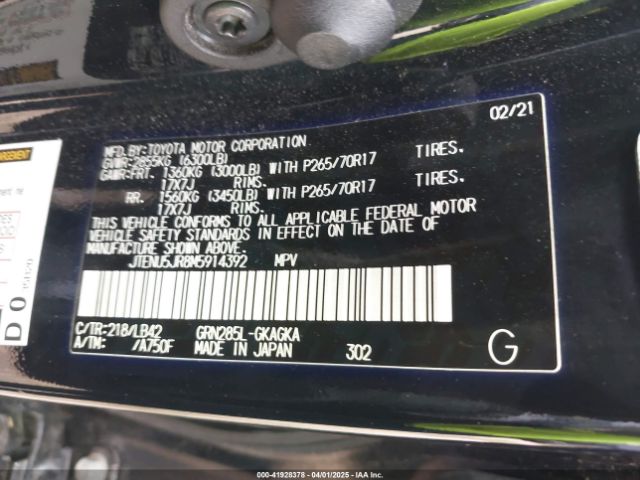 02/21
MFD.BY:TOYOTA MOTOR CORPORATION
GVWR:2855KG (6300LB)
GAWR:FRT. 1360KG (3000LB) WITH P265/70R17 TIRES.
17X7J RIMS.
RR. 1560KG (3450LB) WITH P265/70R17 TIRES.
17X7J RIMS.
THIS VEHICLE CONFORMS TO ALL APPLICABLE FEDERAL MOTOR
VEHICLE SAFETY STANDARDS IN EFFECT ON THE DATE OF
MANUFACTURE SHOWN ABOVE.
JTENU5JR8M5914392 MPV
C/TR:218/LB42 GRN285L-GKAGKA
A/TM: /A750F MADE IN JAPAN 302
G
000-41928378 - 04/01/2025 - IAA, Inc.